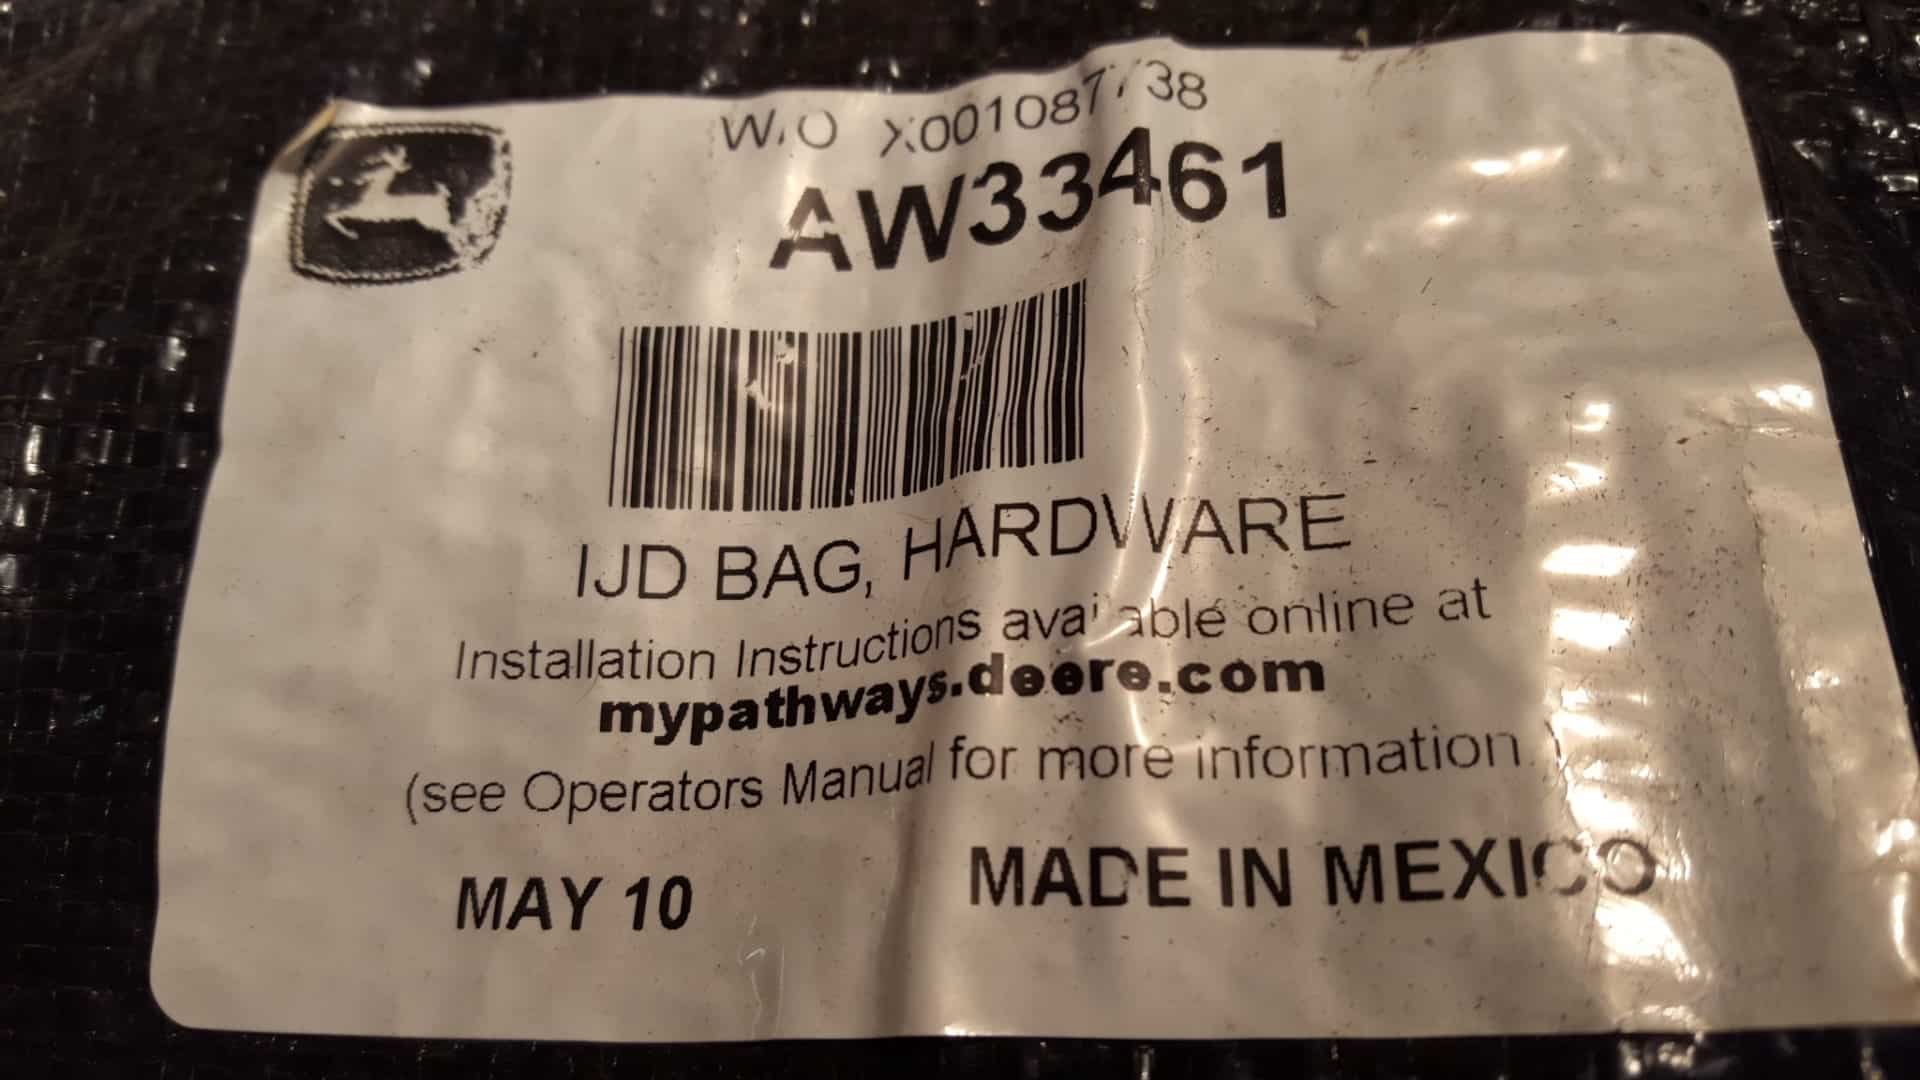 W/O X001087738
AW33461
IJD BAG, HARDWARE
Installation Instructions available online at
mypathways.deere.com
(see Operators Manual for more information.)
MAY 10
MADE IN MEXICO